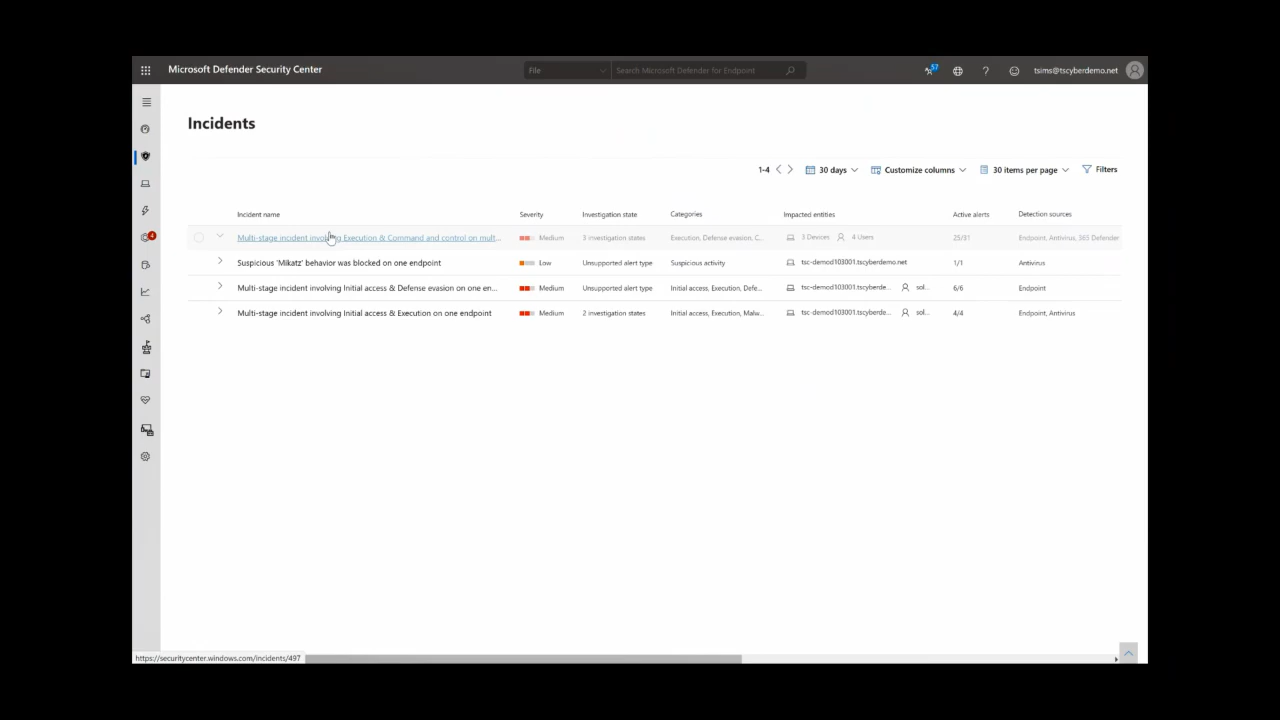 Microsoft Defender Security Center File Search Microsoft Defender for Endpoint 57 ? tsims@tscyberdemo.net
Incidents
1-4 30 days Customize columns 30 items per page Filters
Incident name Severity Investigation state Categories Impacted entities Active alerts Detection sources
Multi-stage incident involving Execution & Command and control on mult... Medium 3 investigation states Execution, Defense evasion, C... 3 Devices 4 Users 25/31 Endpoint, Antivirus, 365 Defender
4
Suspicious 'Mikatz' behavior was blocked on one endpoint Low Unsupported alert type Suspicious activity tsc-demod103001.tscyberdemo.net 1/1 Antivirus
Multi-stage incident involving Initial access & Defense evasion on one en... Medium Unsupported alert type Initial access, Execution, Defe... tsc-demod103001.tscyberde... sol... 6/6 Endpoint
Multi-stage incident involving Initial access & Execution on one endpoint Medium 2 investigation states Initial access, Execution, Malw... tsc-demod103001.tscyberde... sol... 4/4 Endpoint, Antivirus
https://securitycenter.windows.com/incidents/497